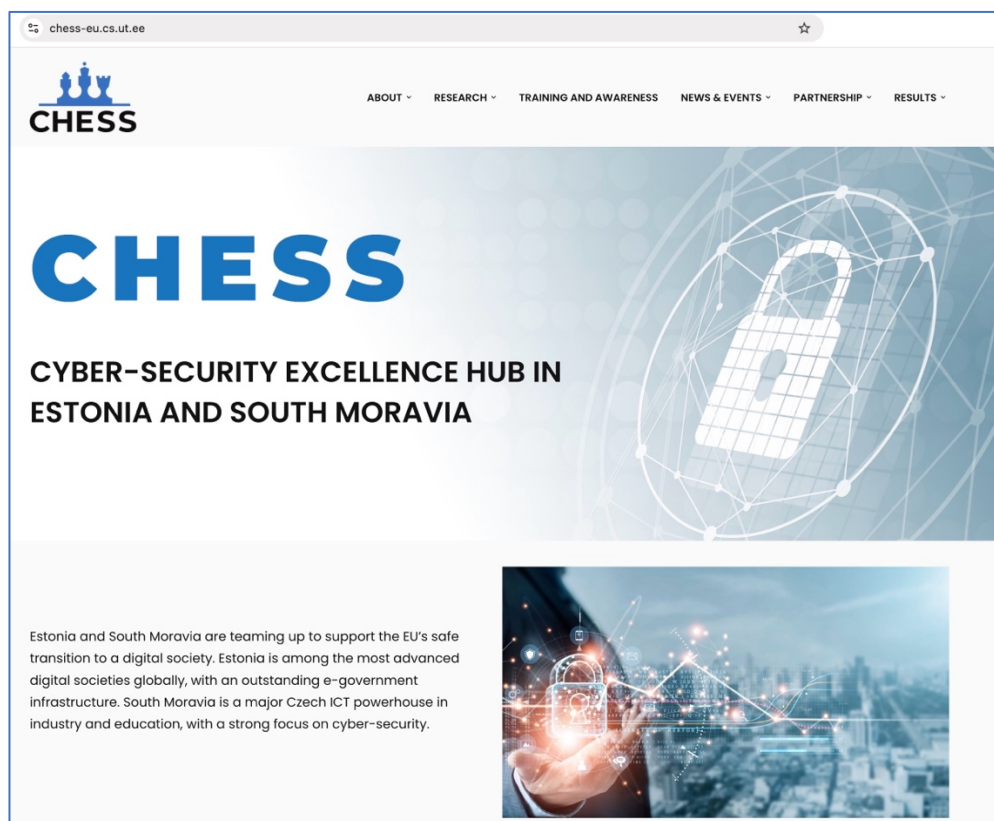 chess-eu.cs.ut.ee
CHESS
ABOUT RESEARCH TRAINING AND AWARENESS NEWS & EVENTS PARTNERSHIP RESULTS
CHESS
CYBER-SECURITY EXCELLENCE HUB IN
ESTONIA AND SOUTH MORAVIA
Estonia and South Moravia are teaming up to support the EU's safe
transition to a digital society. Estonia is among the most advanced
digital societies globally, with an outstanding e-government
infrastructure. South Moravia is a major Czech ICT powerhouse in
industry and education, with a strong focus on cyber-security.